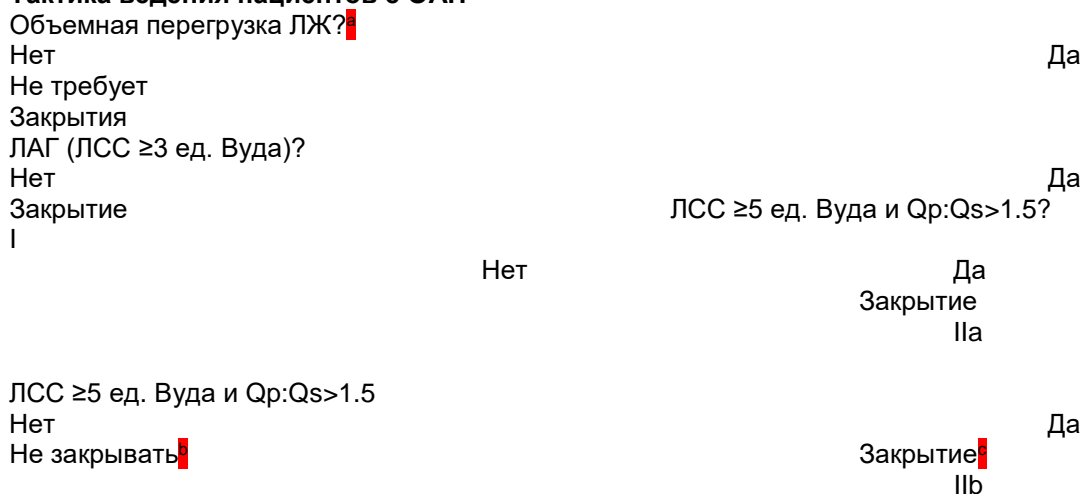 Тактика ведения пациентов с ОАП
Объемная перегрузка ЛЖ?a
Нет Да
Не требует
Закрытия
ЛАГ (ЛСС ≥3 ед. Вуда)?
Нет Да
Закрытие ЛСС ≥5 ед. Вуда и Qp:Qs>1.5?
I
Нет Да
Закрытие
IIa
ЛСС ≥5 ед. Вуда и Qp:Qs>1.5
Нет Да
Не закрыватьb Закрытиеc
IIb